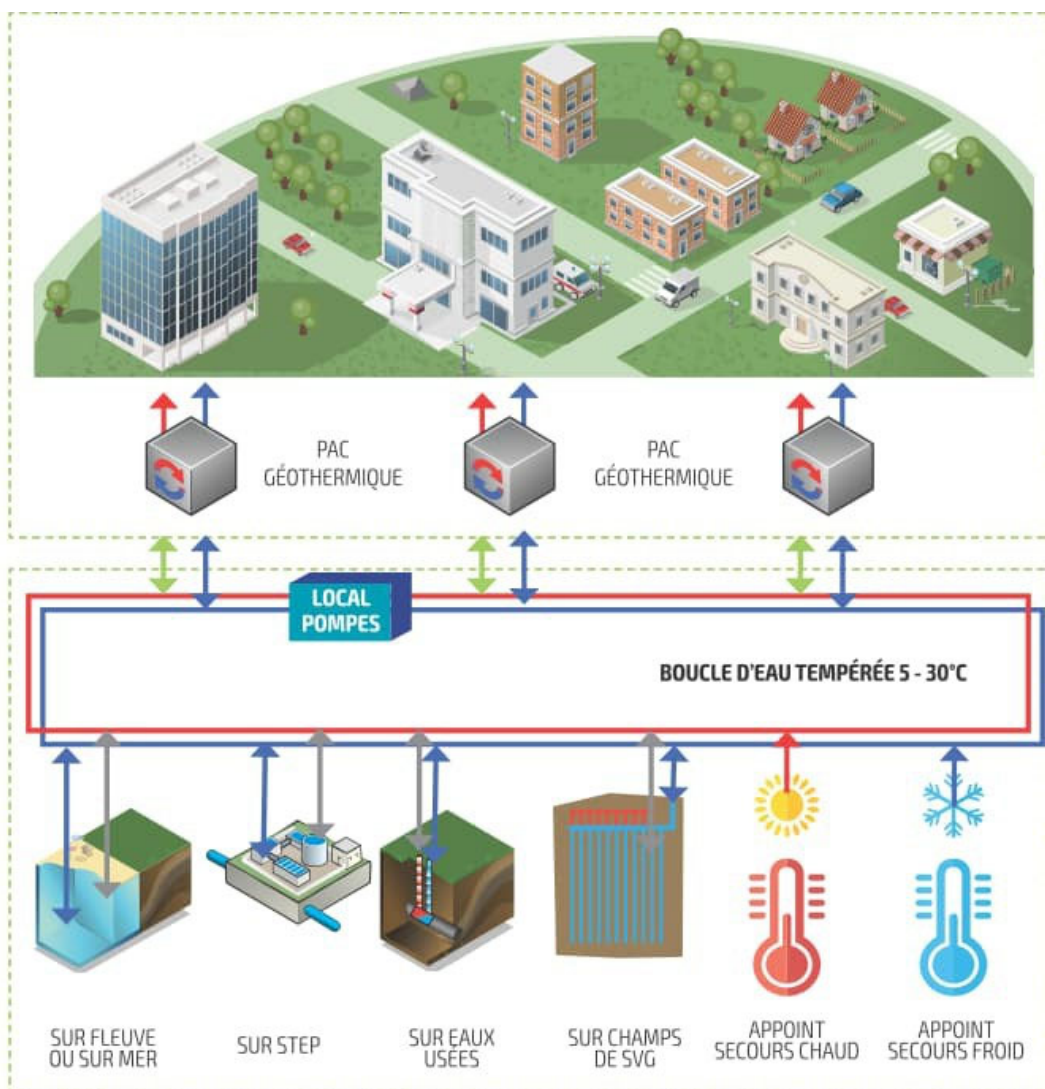 PAC
GÉOTHERMIQUE
PAC
GÉOTHERMIQUE
LOCAL
POMPES
BOUCLE D'EAU TEMPÉRÉE 5 - 30°C
SUR FLEUVE
OU SUR MER
SUR STEP
SUR EAUX
USÉES
SUR CHAMPS
DE SVG
APPOINT
SECOURS CHAUD
APPOINT
SECOURS FROID